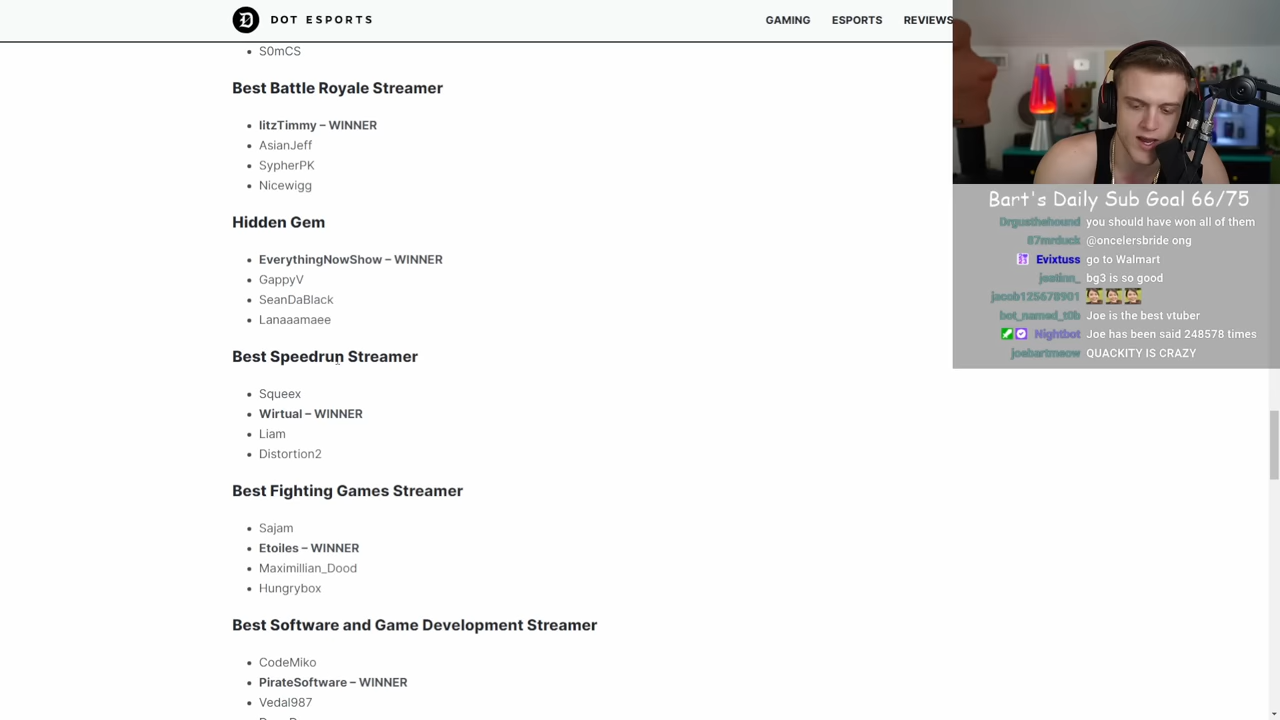 DOT ESPORTS
GAMING ESPORTS REVIEWS
S0mCS
Best Battle Royale Streamer
IitzTimmy – WINNER
AsianJeff
SypherPK
Nicewigg
Hidden Gem
EverythingNowShow – WINNER
GappyV
SeanDaBlack
Lanaaamaee
Best Speedrun Streamer
Squeex
Wirtual – WINNER
Liam
Distortion2
Best Fighting Games Streamer
Sajam
Etoiles – WINNER
Maximillian_Dood
Hungrybox
Best Software and Game Development Streamer
CodeMiko
PirateSoftware – WINNER
Vedal987
Bart's Daily Sub Goal 66/75
Drgusthehound you should have won all of them
87mrduck @oncelersbride ong
Evixtuss go to Walmart
jestinn_ bg3 is so good
jacob125678901
bot_named_t0b Joe is the best vtuber
Nightbot Joe has been said 248578 times
joebartmeow QUACKITY IS CRAZY